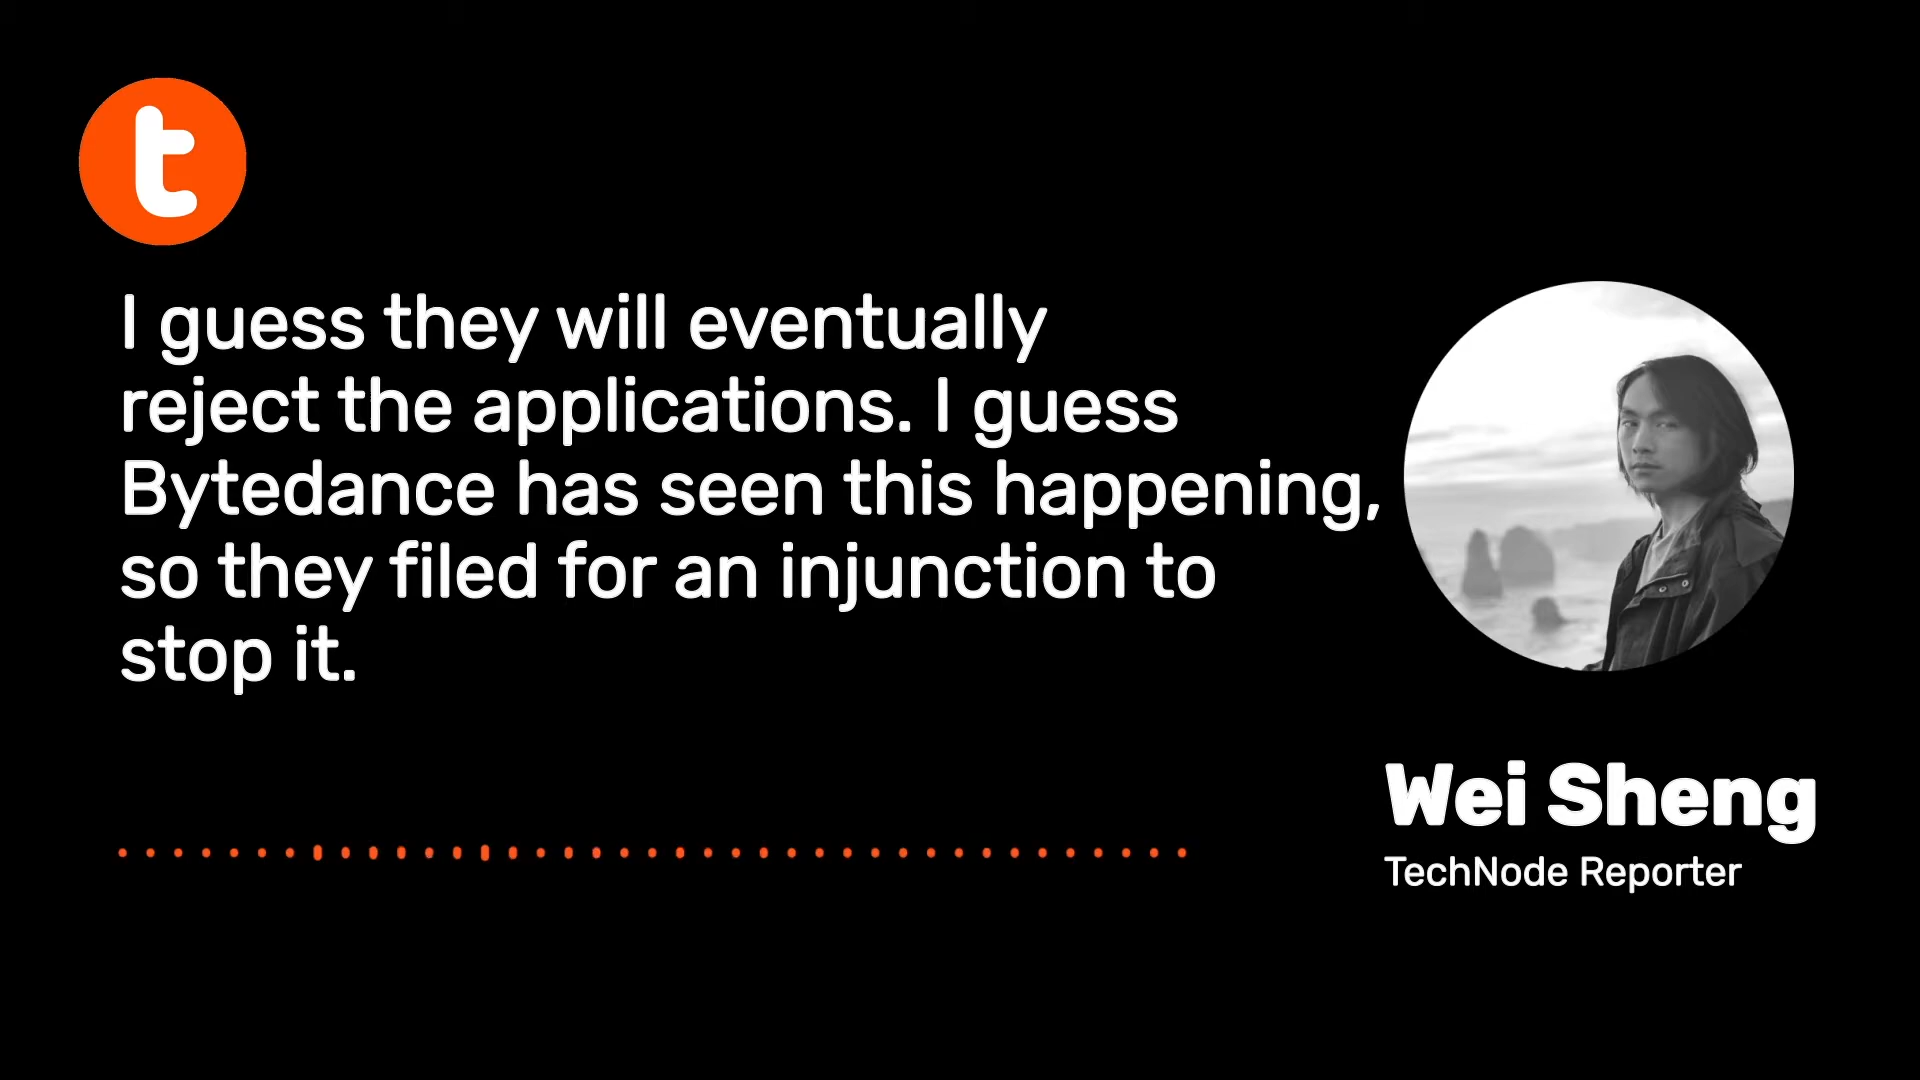 t
I guess they will eventually
reject the applications. I guess
Bytedance has seen this happening,
so they filed for an injunction to
stop it.
Wei Sheng
TechNode Reporter